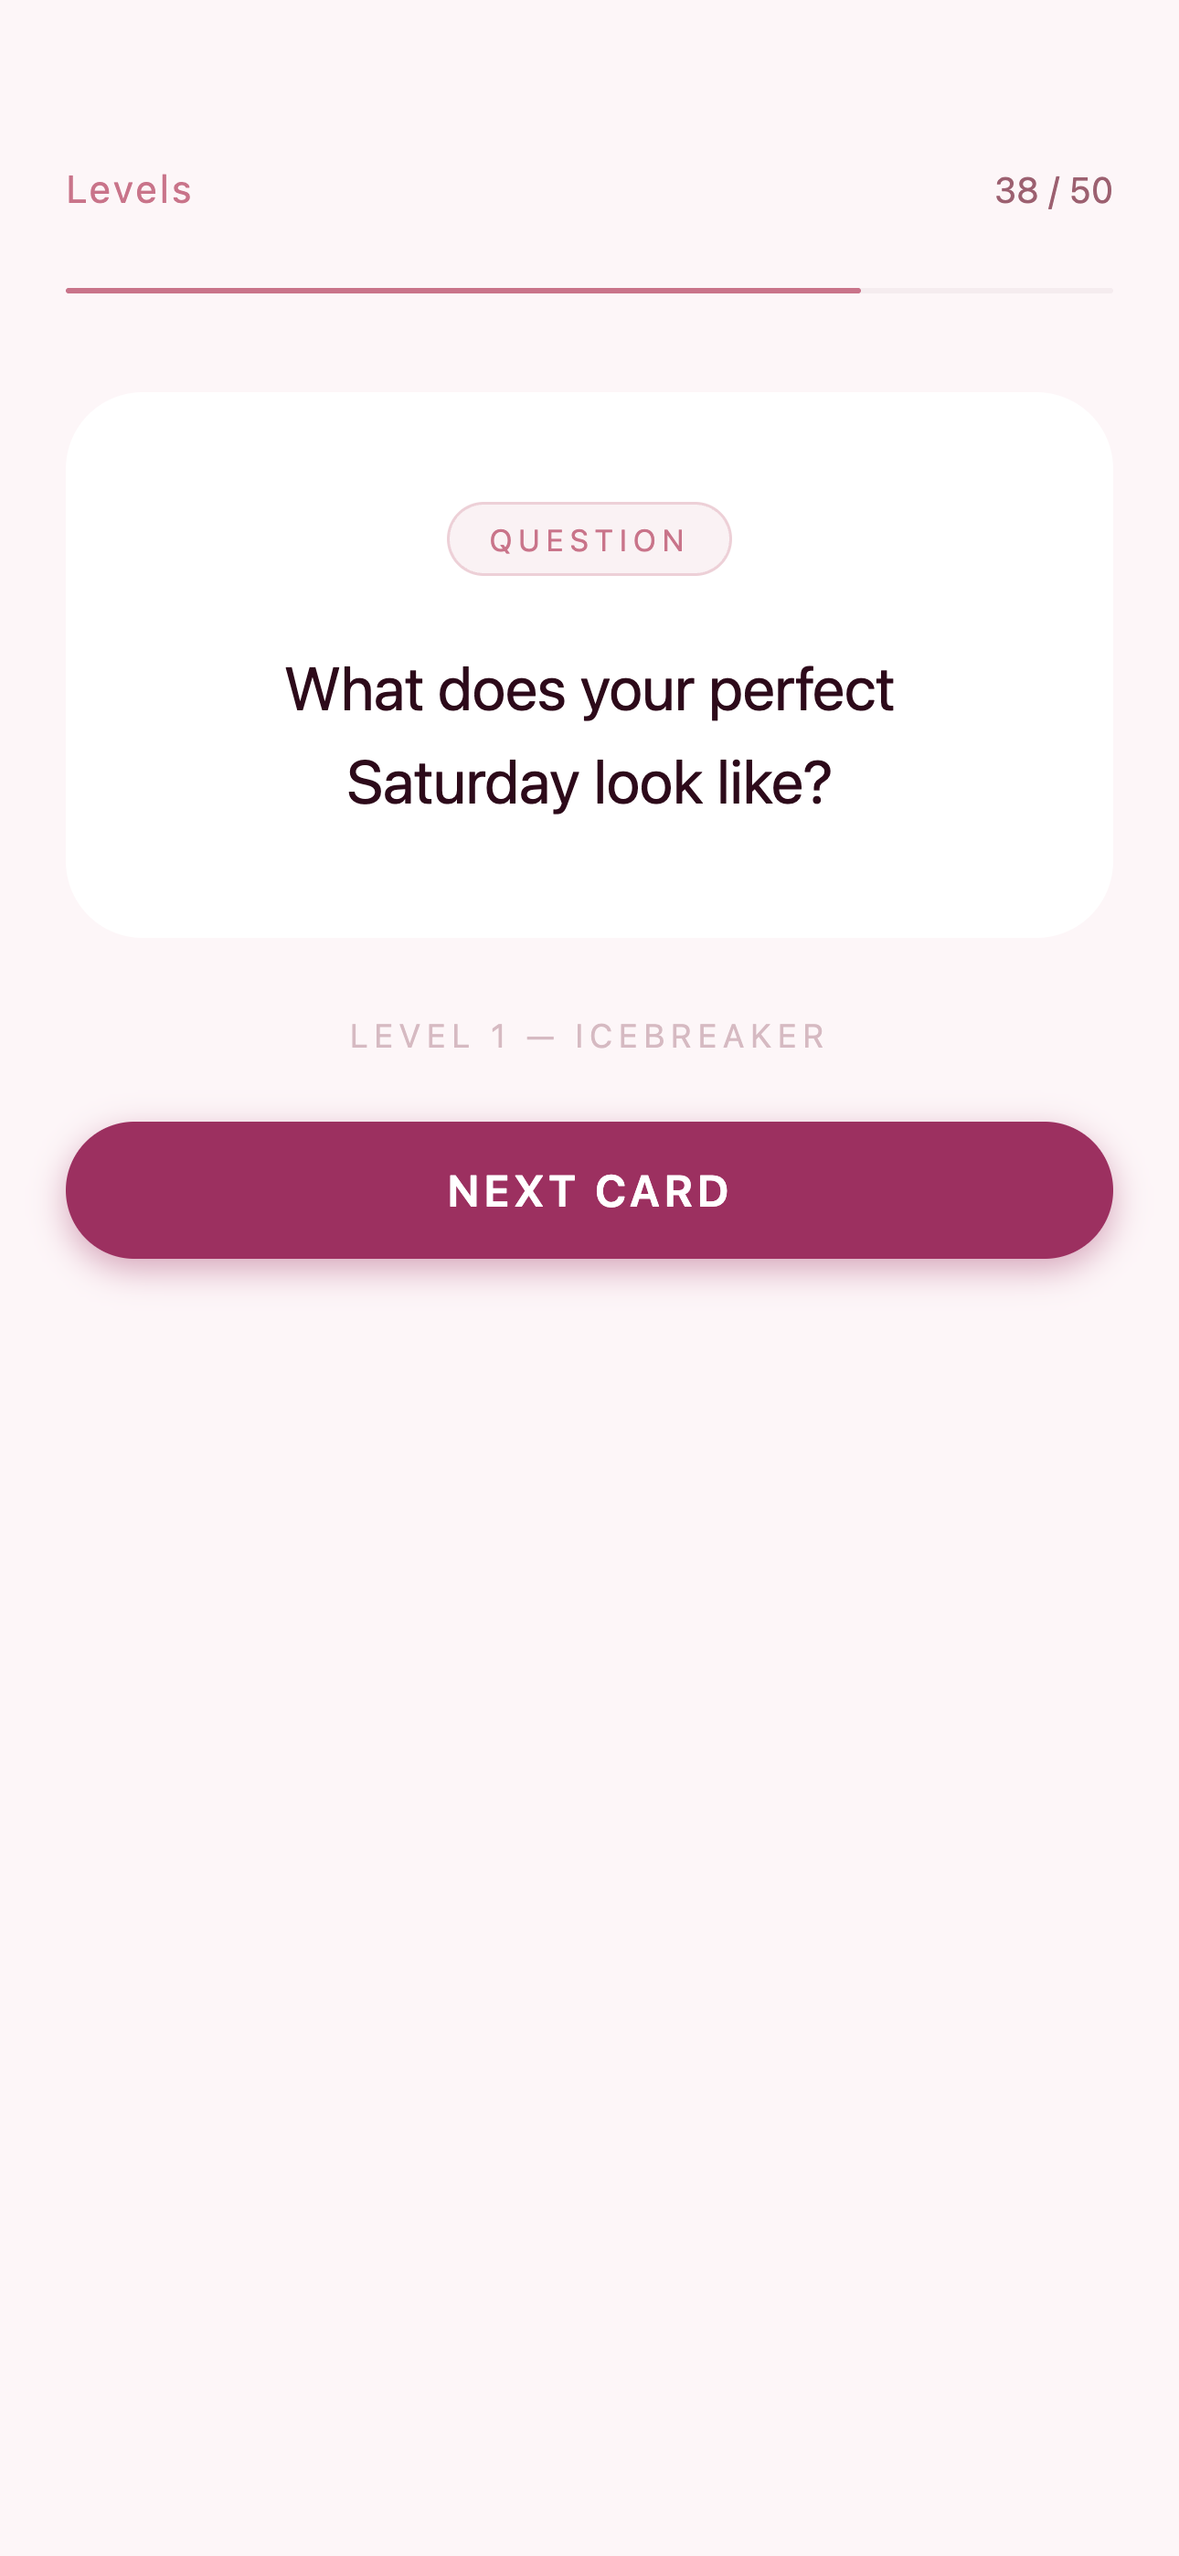 Levels
38 / 50
QUESTION
What does your perfect
Saturday look like?
LEVEL 1 — ICEBREAKER
NEXT CARD